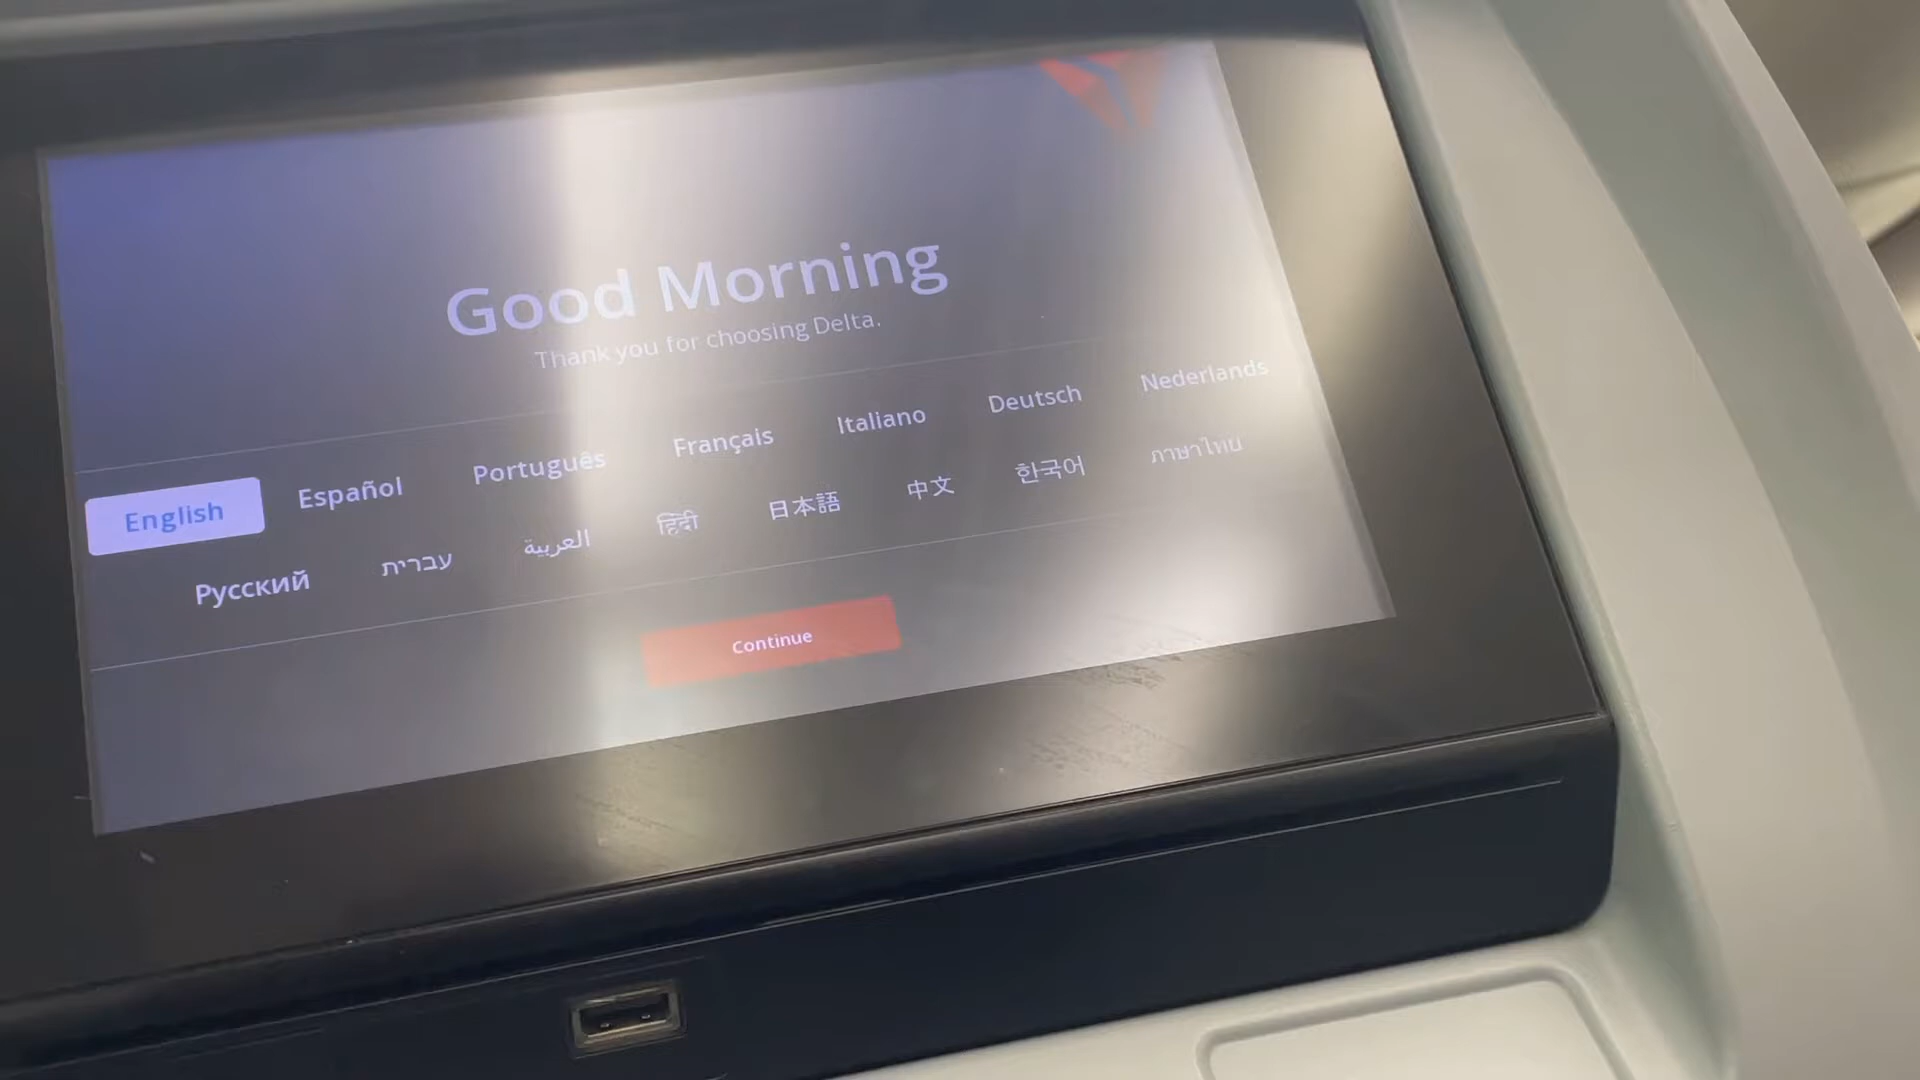 Good Morning
Thank you for choosing Delta.
English Español Português Français Italiano Deutsch Nederlands
Русский עברית العربية हिंदी 日本語 中文 한국어 ภาษาไทย
Continue